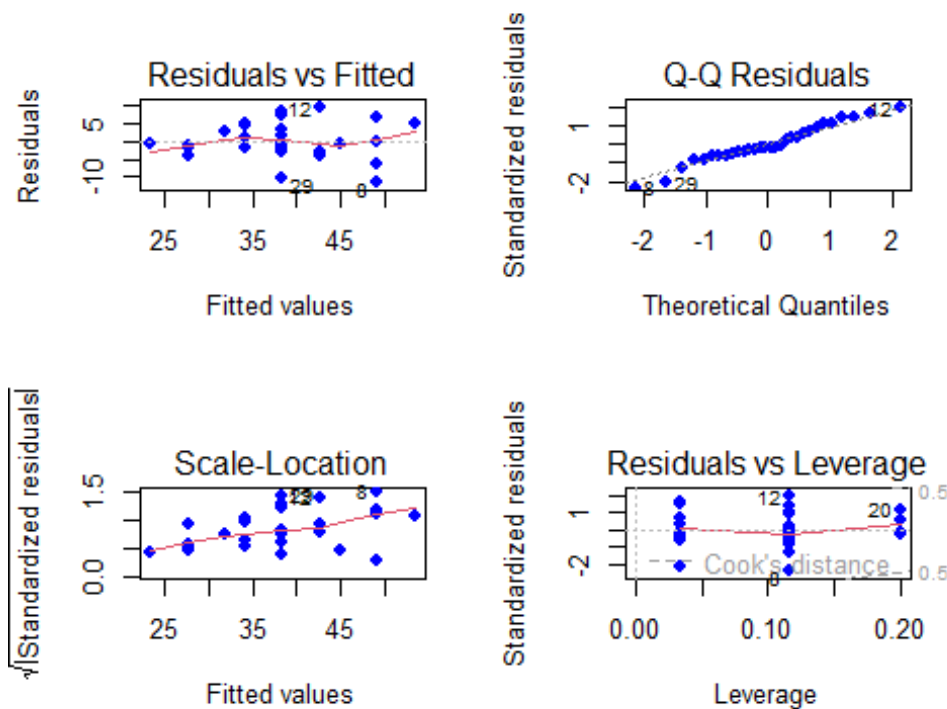 Residuals vs Fitted
Residuals
5
-10
12
29
8
25 35 45
Fitted values
Q-Q Residuals
Standardized residuals
1
-2
12
29
8
-2 -1 0 1 2
Theoretical Quantiles
Scale-Location
√|Standardized residuals|
1.5
0.0
8
25 35 45
Fitted values
Residuals vs Leverage
Standardized residuals
1
-2
12
20
8
0.5
Cook's distance
0.5
0.00 0.10 0.20
Leverage